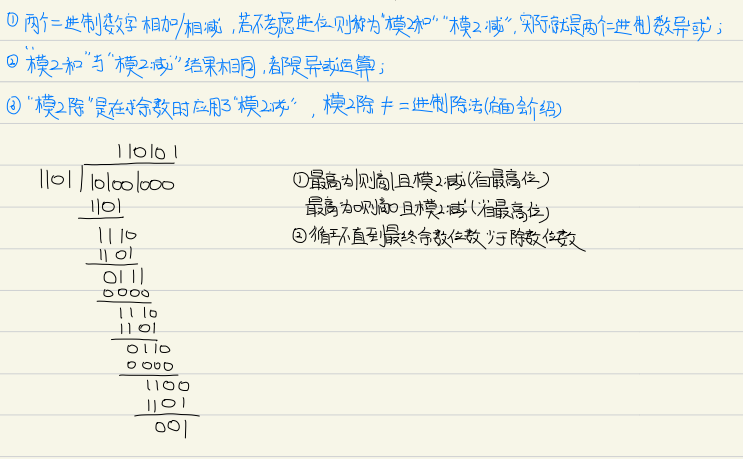 ① 两个二进制数字相加/相减,若不考虑进位则称为"模2和""模2减",实际就是两个二进制数异或;
② "模2和"与"模2减"结果相同,都是异或运算;
③ "模2除"是在求余数时应用了"模2减",模2除≠二进制除法(后面会介绍)
110101
1101 101001000
1101
1110
1101
0111
0000
1110
1101
0110
0000
1100
1101
001
①最高为1则商1且模2减(省最高位)
最高为0则商0且模2减(省最高位)
②循环直到最终余数位数少于除数位数